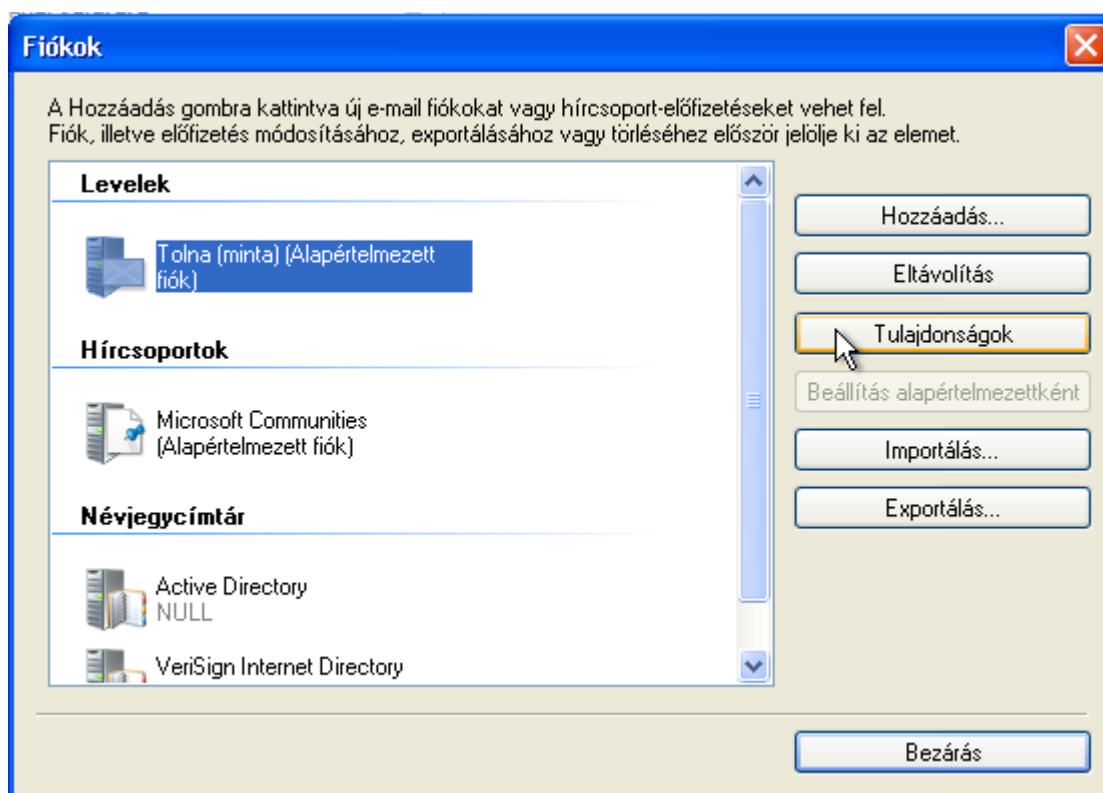 Fiókok
A Hozzáadás gombra kattintva új e-mail fiókokat vagy hírcsoport-előfizetéseket vehet fel.
Fiók, illetve előfizetés módosításához, exportálásához vagy törléséhez először jelölje ki az elemet.
Levelek
Tolna (minta) (Alapértelmezett
fiók)
Hírcsoportok
Microsoft Communities
(Alapértelmezett fiók)
Névjegycímtár
Active Directory
NULL
VeriSign Internet Directory
Hozzáadás...
Eltávolítás
Tulajdonságok
Beállítás alapértelmezettként
Importálás...
Exportálás...
Bezárás